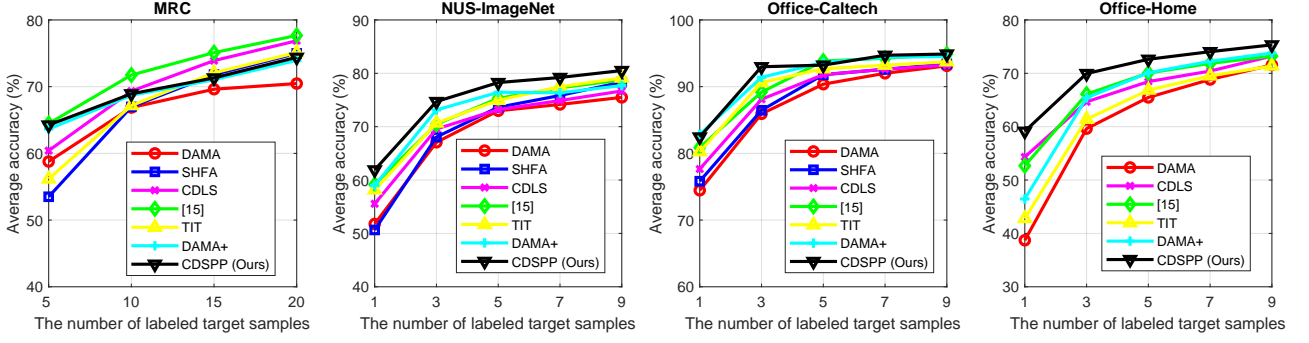 MRC
Average accuracy (%)
80
70
60
50
40
5
10
15
20
The number of labeled target samples
DAMA
SHFA
CDLS
[15]
TIT
DAMA+
CDSPP (Ours)
NUS-ImageNet
Average accuracy (%)
90
80
70
60
50
40
1
3
5
7
9
The number of labeled target samples
DAMA
SHFA
CDLS
[15]
TIT
DAMA+
CDSPP (Ours)
Office-Caltech
Average accuracy (%)
100
90
80
70
60
1
3
5
7
9
The number of labeled target samples
DAMA
SHFA
CDLS
[15]
TIT
DAMA+
CDSPP (Ours)
Office-Home
Average accuracy (%)
80
70
60
50
40
30
1
3
5
7
9
The number of labeled target samples
DAMA
CDLS
[15]
TIT
DAMA+
CDSPP (Ours)